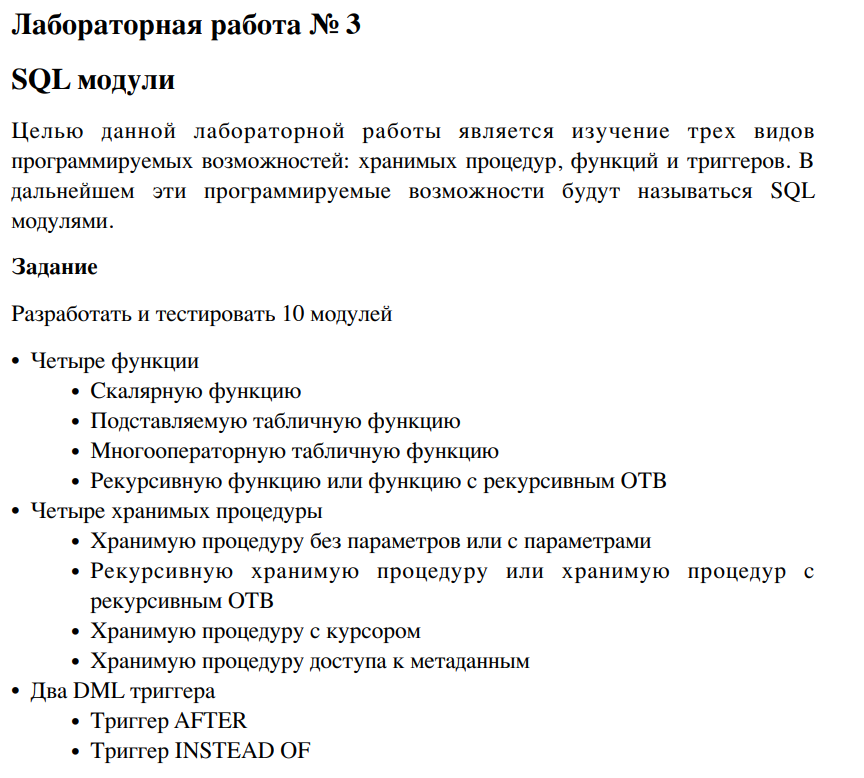 Лабораторная работа № 3
SQL модули
Целью данной лабораторной работы является изучение трех видов
программируемых возможностей: хранимых процедур, функций и триггеров. В
дальнейшем эти программируемые возможности будут называться SQL
модулями.
Задание
Разработать и тестировать 10 модулей
• Четыре функции
• Скалярную функцию
• Подставляемую табличную функцию
• Многооператорную табличную функцию
• Рекурсивную функцию или функцию с рекурсивным ОТВ
• Четыре хранимых процедуры
• Хранимую процедуру без параметров или с параметрами
• Рекурсивную хранимую процедуру или хранимую процедур с
рекурсивным ОТВ
• Хранимую процедуру с курсором
• Хранимую процедуру доступа к метаданным
• Два DML триггера
• Триггер AFTER
• Триггер INSTEAD OF